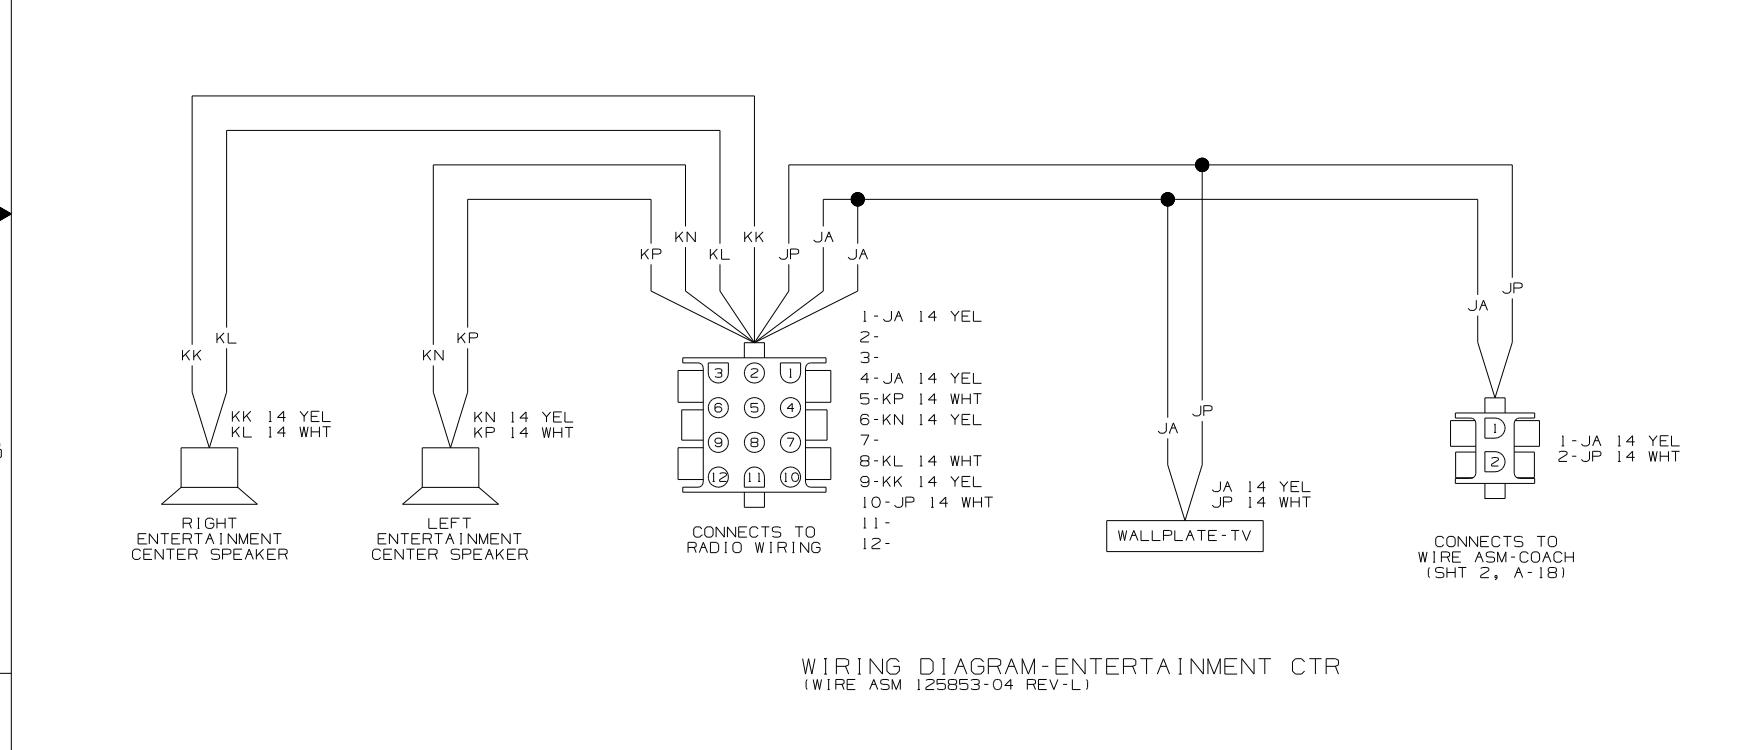 KN
KK
JA
KP
KL
JP
JA
JP
JA
KL
KP
KK
KN
JP
JA
KK 14 YEL
KL 14 WHT
RIGHT
ENTERTAINMENT
CENTER SPEAKER
KN 14 YEL
KP 14 WHT
LEFT
ENTERTAINMENT
CENTER SPEAKER
3 2 1
6 5 4
9 8 7
12 11 10
CONNECTS TO
RADIO WIRING
1-JA 14 YEL
2-
3-
4-JA 14 YEL
5-KP 14 WHT
6-KN 14 YEL
7-
8-KL 14 WHT
9-KK 14 YEL
10-JP 14 WHT
11-
12-
JA 14 YEL
JP 14 WHT
WALLPLATE-TV
1
2
1-JA 14 YEL
2-JP 14 WHT
CONNECTS TO
WIRE ASM-COACH
(SHT 2, A-18)
WIRING DIAGRAM-ENTERTAINMENT CTR
(WIRE ASM 125853-04 REV-L)